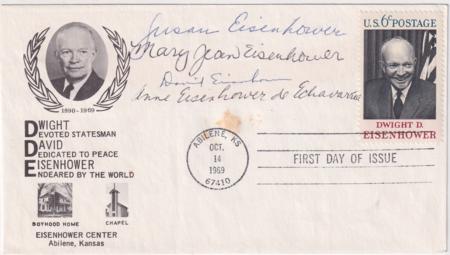 Susan Eisenhower
Mary Jean Eisenhower
David Eisenhower
Anne Eisenhower de Echavarria
U.S. 6c POSTAGE
DWIGHT D.
EISENHOWER
1890 - 1969
DWIGHT
DEVOTED STATESMAN
DAVID
DEDICATED TO PEACE
EISENHOWER
ENDEARED BY THE WORLD
BOYHOOD HOME
CHAPEL
EISENHOWER CENTER
Abilene, Kansas
ABILENE, KS
OCT.
14
1969
67410
FIRST DAY OF ISSUE